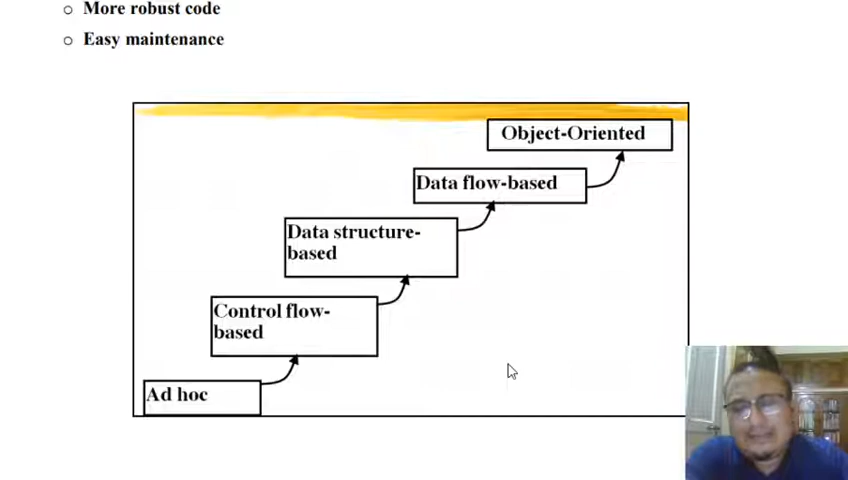 ○ More robust code
○ Easy maintenance
Object-Oriented
Data flow-based
Data structure-
based
Control flow-
based
Ad hoc